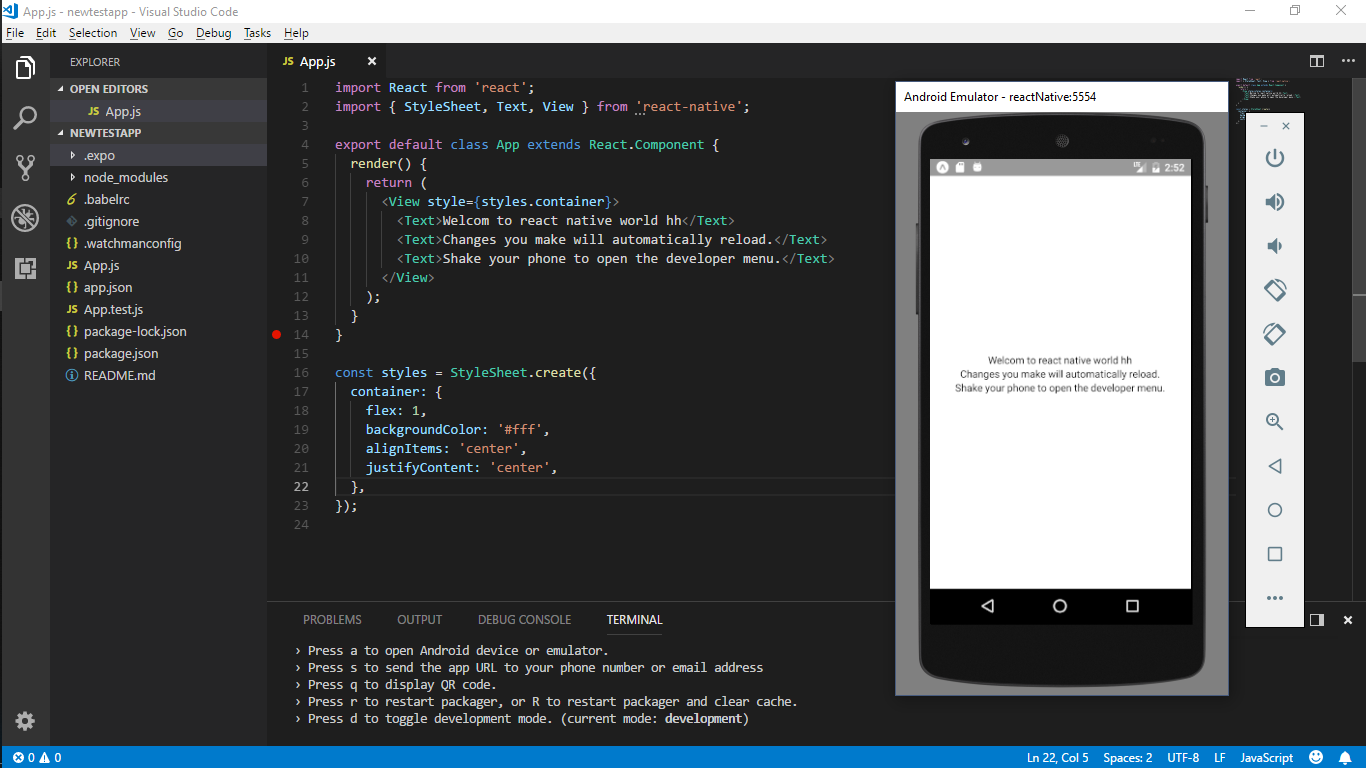 App.js - newtestapp - Visual Studio Code
File Edit Selection View Go Debug Tasks Help
EXPLORER
OPEN EDITORS
JS App.js
NEWTESTAPP
.expo
node_modules
.babelrc
.gitignore
{} .watchmanconfig
JS App.js
{} app.json
JS App.test.js
{} package-lock.json
{} package.json
README.md
JS App.js
1 import React from 'react';
2 import { StyleSheet, Text, View } from 'react-native';
3
4 export default class App extends React.Component {
5 render() {
6 return (
7 <View style={styles.container}>
8 <Text>Welcom to react native world hh</Text>
9 <Text>Changes you make will automatically reload.</Text>
10 <Text>Shake your phone to open the developer menu.</Text>
11 </View>
12 );
13 }
14 }
15
16 const styles = StyleSheet.create({
17 container: {
18 flex: 1,
19 backgroundColor: '#fff',
20 alignItems: 'center',
21 justifyContent: 'center',
22 },
23 });
24
Android Emulator - reactNative:5554
2:52
Welcom to react native world hh
Changes you make will automatically reload.
Shake your phone to open the developer menu.
PROBLEMS OUTPUT DEBUG CONSOLE TERMINAL
› Press a to open Android device or emulator.
› Press s to send the app URL to your phone number or email address
› Press q to display QR code.
› Press r to restart packager, or R to restart packager and clear cache.
› Press d to toggle development mode. (current mode: development)
0 0 Ln 22, Col 5 Spaces: 2 UTF-8 LF JavaScript